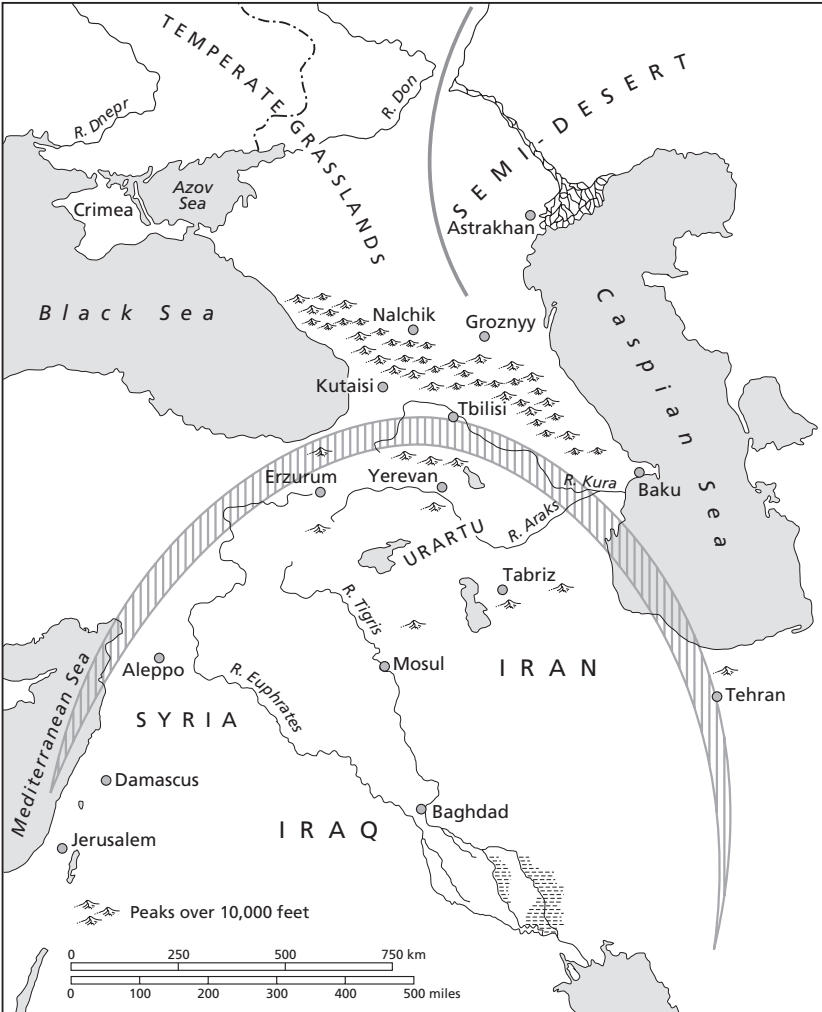 TEMPERATE GRASSLANDS
SEMI-DESERT
R. Dnepr
R. Don
Azov
Sea
Crimea
Astrakhan
Black Sea
Caspian Sea
Nalchik
Groznyy
Kutaisi
Tbilisi
Erzurum
Yerevan
R. Kura
Baku
R. Araks
URARTU
Tabriz
R. Tigris
Mosul
IRAN
Aleppo
Tehran
R. Euphrates
Mediterranean Sea
SYRIA
Damascus
Baghdad
IRAQ
Jerusalem
Peaks over 10,000 feet
0 250 500 750 km
0 100 200 300 400 500 miles